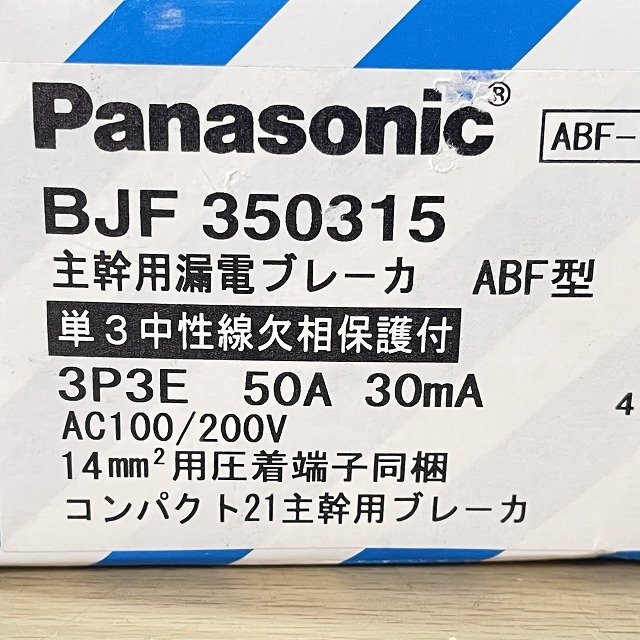 Panasonic®
ABF-
BJF 350315
主幹用漏電ブレーカ ABF型
単3中性線欠相保護付
3P3E 50A 30mA
4
AC100/200V
14mm²用圧着端子同梱
コンパクト21主幹用ブレーカ